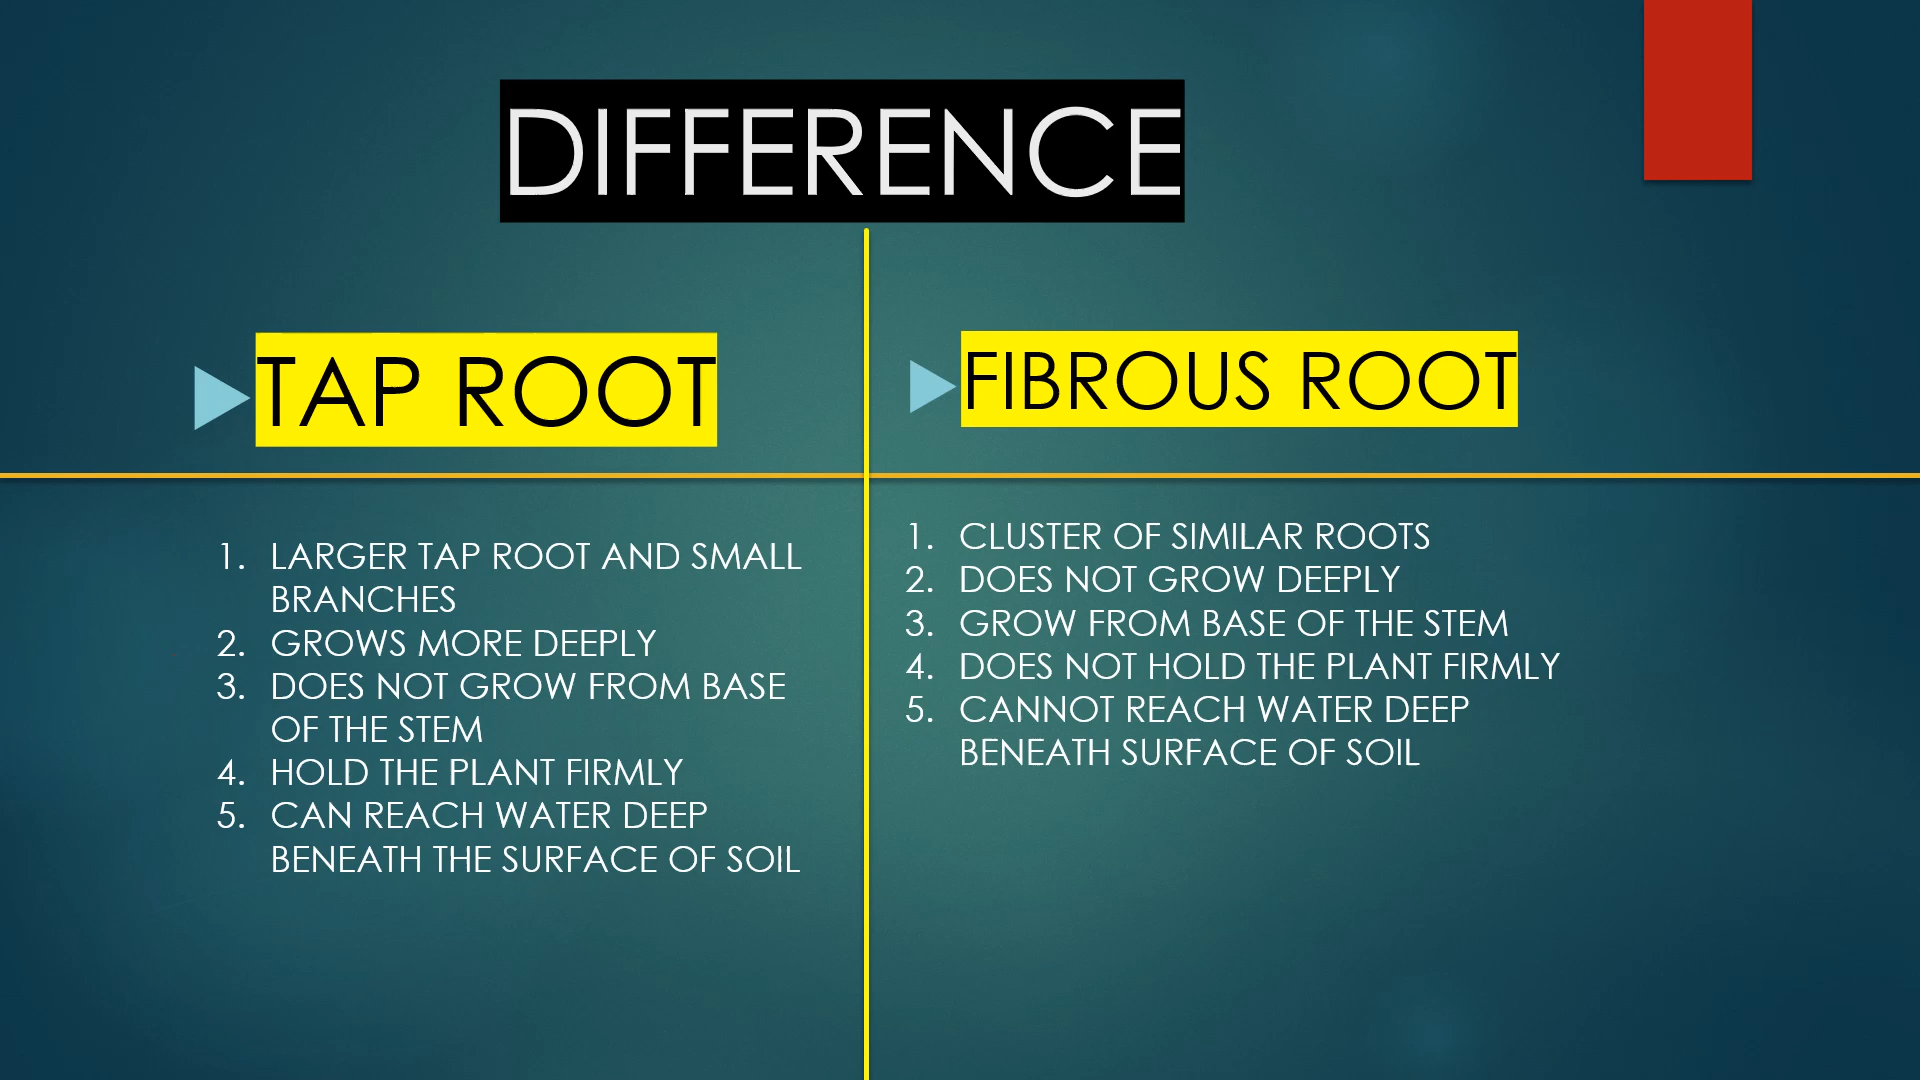 DIFFERENCE
TAP ROOT
1. LARGER TAP ROOT AND SMALL
BRANCHES
2. GROWS MORE DEEPLY
3. DOES NOT GROW FROM BASE
OF THE STEM
4. HOLD THE PLANT FIRMLY
5. CAN REACH WATER DEEP
BENEATH THE SURFACE OF SOIL
FIBROUS ROOT
1. CLUSTER OF SIMILAR ROOTS
2. DOES NOT GROW DEEPLY
3. GROW FROM BASE OF THE STEM
4. DOES NOT HOLD THE PLANT FIRMLY
5. CANNOT REACH WATER DEEP
BENEATH SURFACE OF SOIL